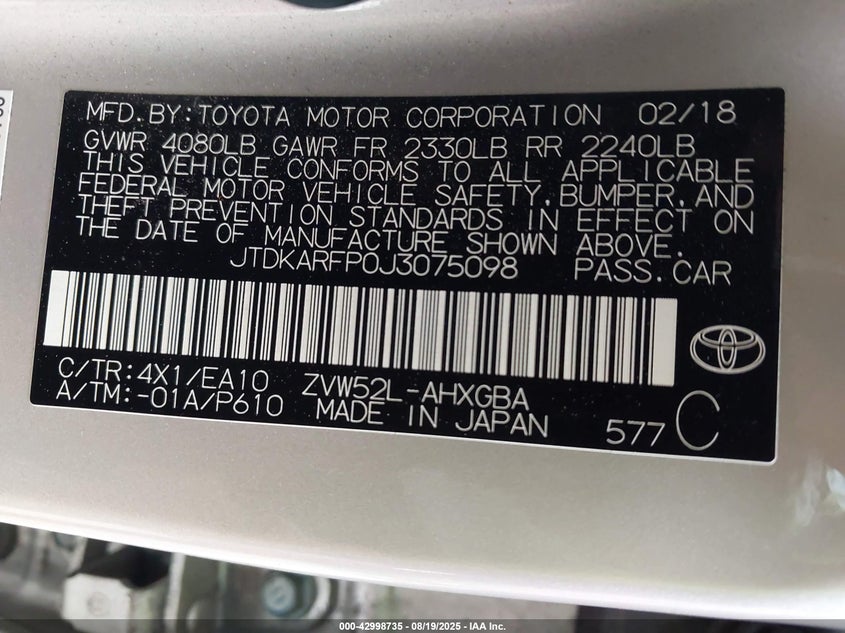 MFD.BY:TOYOTA MOTOR CORPORATION 02/18
GVWR 4080LB GAWR FR 2330LB RR 2240LB
THIS VEHICLE CONFORMS TO ALL APPLICABLE
FEDERAL MOTOR VEHICLE SAFETY,BUMPER,AND
THEFT PREVENTION STANDARDS IN EFFECT ON
THE DATE OF MANUFACTURE SHOWN ABOVE.
JTDKARFP0J3075098 PASS.CAR
C/TR:4X1/EA10 ZVW52L-AHXGBA
A/TM:-01A/P610 MADE IN JAPAN
577 C
000-42998735 - 08/19/2025 - IAA Inc.